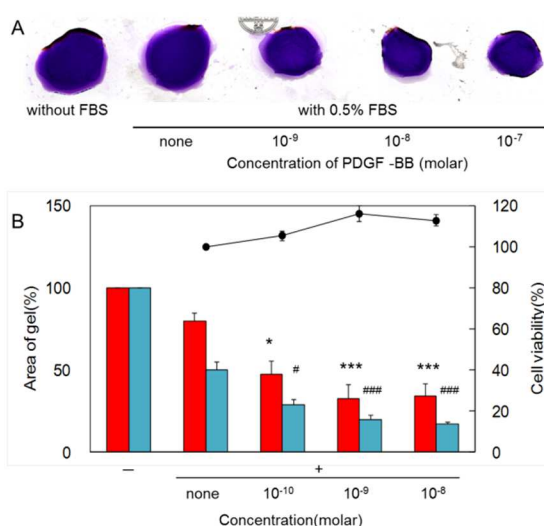 A
without FBS with 0.5% FBS
none 10⁻⁹ 10⁻⁸ 10⁻⁷
Concentration of PDGF -BB (molar)
B
150 120
100 100
80
60
50 40
20
0 0
Area of gel(%)
Cell viability(%)
* # *** ### *** ###
— +
none 10⁻¹⁰ 10⁻⁹ 10⁻⁸
Concentration(molar)